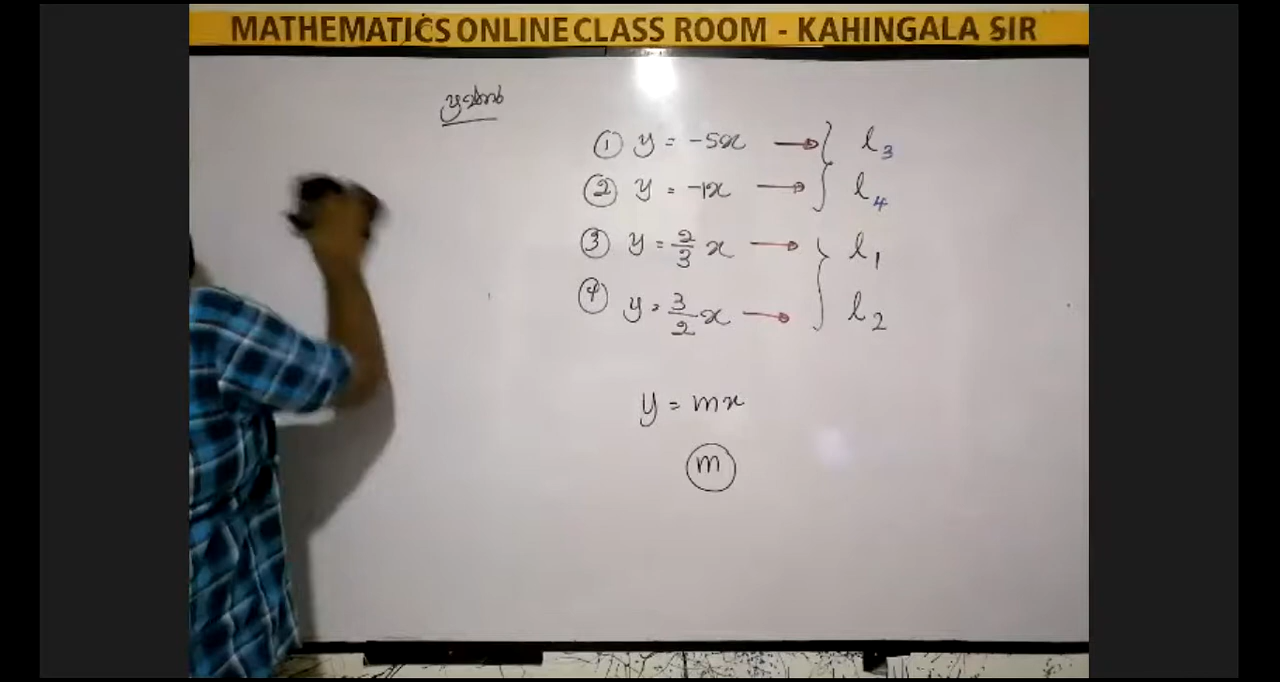 MATHEMATICS ONLINE CLASS ROOM - KAHINGALA SIR
① y = -5x → } l₃
② y = -1x → } l₄
③ y = 2/3 x → } l₁
④ y = 3/2 x → } l₂
y = mx
m